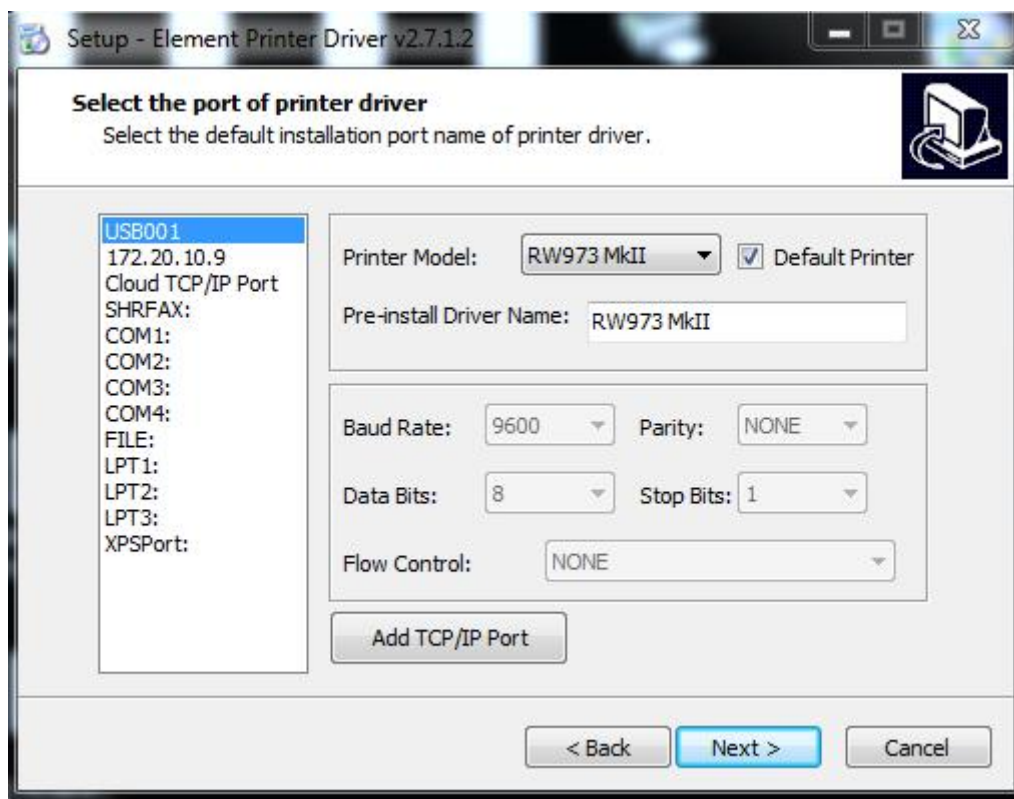 Setup - Element Printer Driver v2.7.1.2
Select the port of printer driver
Select the default installation port name of printer driver.
USB001
172.20.10.9
Cloud TCP/IP Port
SHRFAX:
COM1:
COM2:
COM3:
COM4:
FILE:
LPT1:
LPT2:
LPT3:
XPSPort:
Printer Model: RW973 MkII Default Printer
Pre-install Driver Name: RW973 MkII
Baud Rate: 9600 Parity: NONE
Data Bits: 8 Stop Bits: 1
Flow Control: NONE
Add TCP/IP Port
< Back Next > Cancel